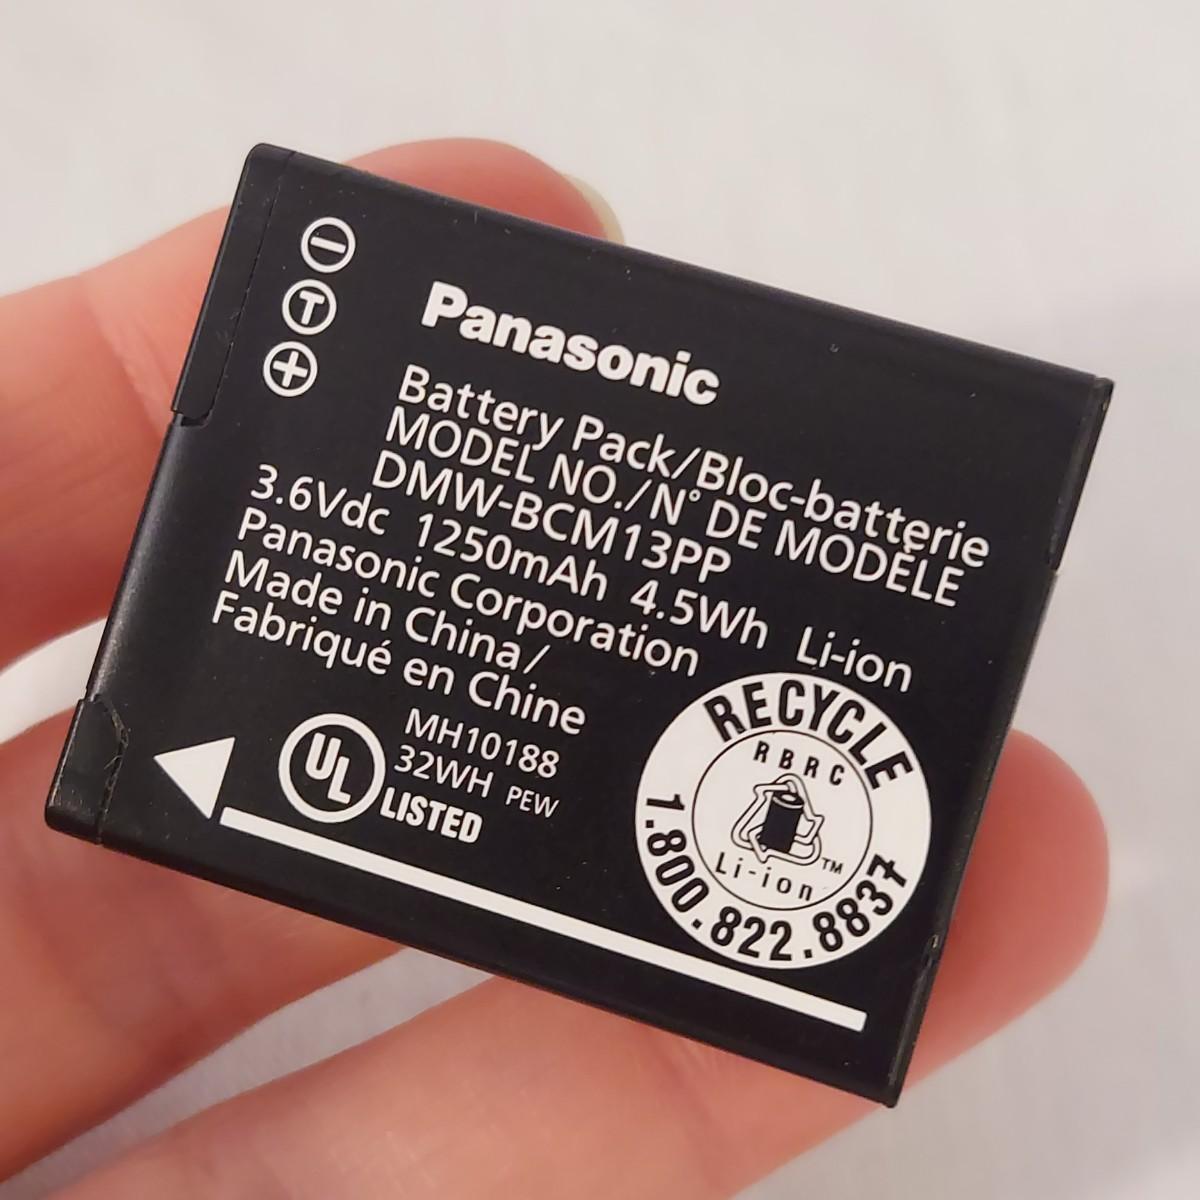 T
Panasonic
Battery Pack/Bloc-batterie
MODEL NO./N° DE MODÈLE
DMW-BCM13PP
3.6Vdc 1250mAh 4.5Wh Li-ion
Panasonic Corporation
Made in China/
Fabriqué en Chine
UL
LISTED
MH10188
32WH PEW
RECYCLE
RBRC
Li-ion
TM
1.800.822.8837